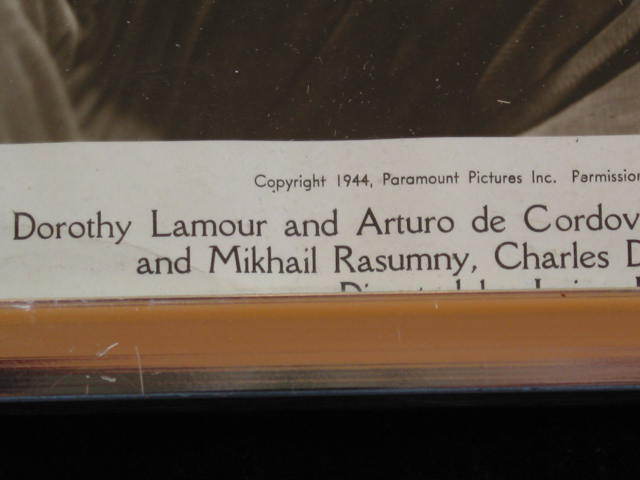 Copyright 1944, Paramount Pictures Inc. Permission
Dorothy Lamour and Arturo de Cordov
and Mikhail Rasumny, Charles D